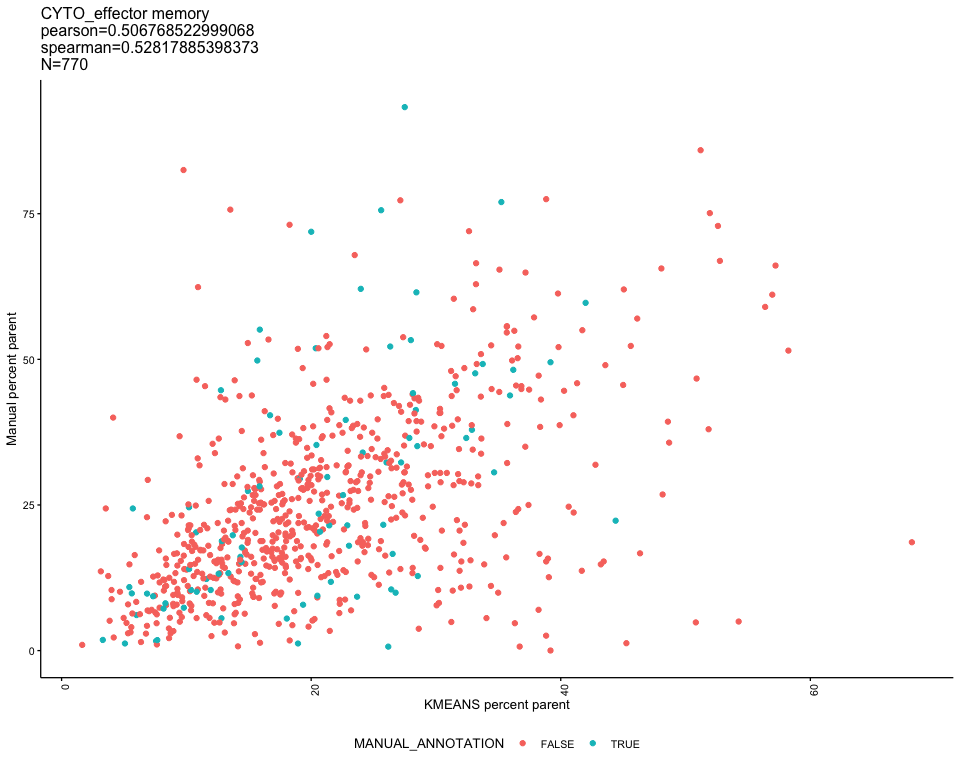 CYTO_effector memory
pearson=0.506768522999068
spearman=0.52817885398373
N=770
Manual percent parent
75
50
25
0
0
20
40
60
KMEANS percent parent
MANUAL_ANNOTATION FALSE TRUE